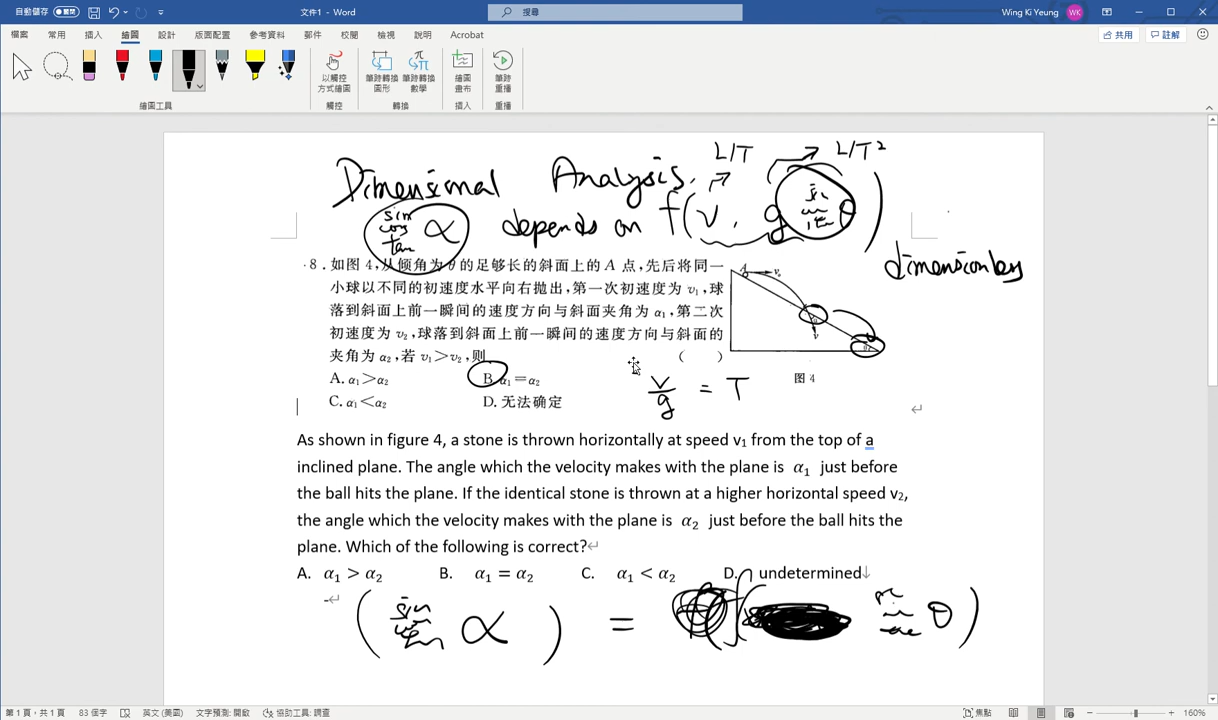 自動儲存 開啟
文件1 - Word
搜尋
Wing Ki Yeung WK
檔案 常用 插入 繪圖 設計 版面配置 參考資料 郵件 校閱 檢視 說明 Acrobat 共用 註解
以觸控方式繪圖 筆跡轉換圖形 筆跡轉換數學 繪圖畫布 筆跡重播
繪圖工具 觸控 轉換 插入 重播
L/T L/T²
Dimensional Analysis.
sin cos tan α depends on f(v, g θ)
dimensionless
8.如图 4,从倾角为 θ 的足够长的斜面上的 A 点,先后将同一
小球以不同的初速度水平向右抛出,第一次初速度为 v₁,球
落到斜面上前一瞬间的速度方向与斜面夹角为 α₁,第二次
初速度为 v₂,球落到斜面上前一瞬间的速度方向与斜面的
夹角为 α₂,若 v₁>v₂,则 ( )
A. α₁>α₂ B. α₁=α₂
C. α₁<α₂ D. 无法确定
A v₀
v
图 4
v/g = T
As shown in figure 4, a stone is thrown horizontally at speed v₁ from the top of a
inclined plane. The angle which the velocity makes with the plane is α₁ just before
the ball hits the plane. If the identical stone is thrown at a higher horizontal speed v₂,
the angle which the velocity makes with the plane is α₂ just before the ball hits the
plane. Which of the following is correct?
A. α₁ > α₂ B. α₁ = α₂ C. α₁ < α₂ D. undetermined
(sin α) = f( θ)
第 1 頁，共 1 頁 83 個字 英文 (美國) 文字預測: 開啟 協助工具: 調查 焦點 160%